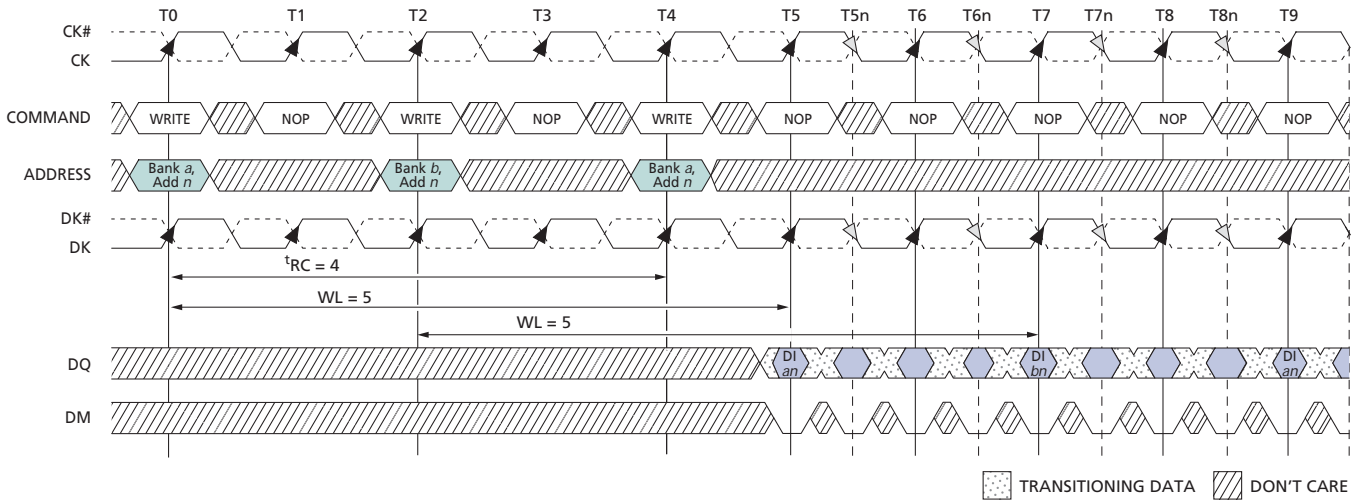 T0 T1 T2 T3 T4 T5 T5n T6 T6n T7 T7n T8 T8n T9
CK#
CK
COMMAND WRITE NOP WRITE NOP WRITE NOP NOP NOP NOP NOP
ADDRESS Bank a, Add n Bank b, Add n Bank a, Add n
DK#
DK
tRC = 4
WL = 5
WL = 5
DQ DI an DI bn DI an
DM
TRANSITIONING DATA DON'T CARE